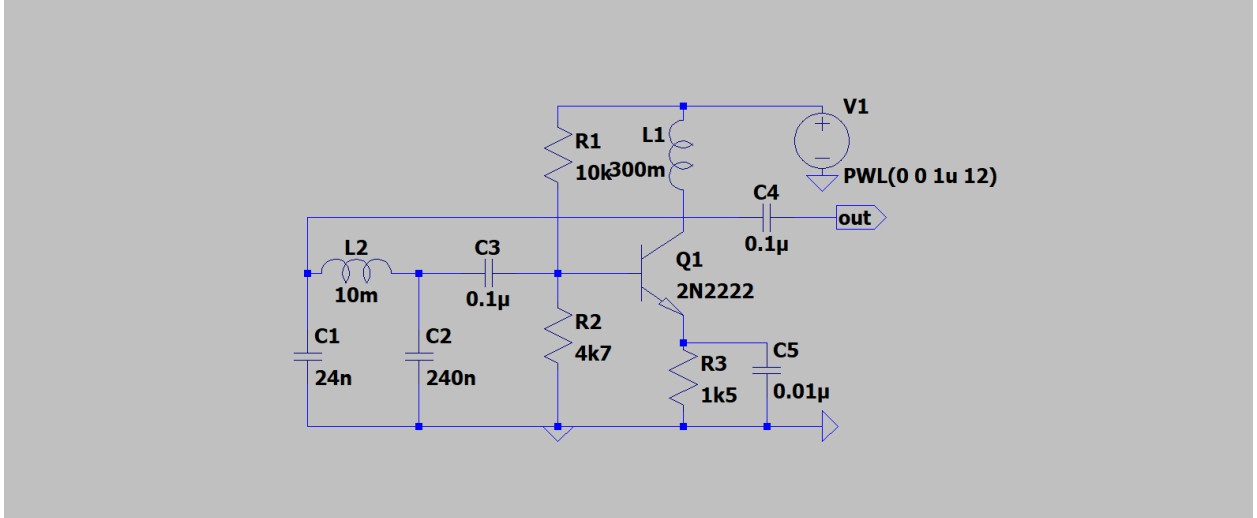 V1
PWL(0 0 1u 12)
R1
10k
L1
300m
C4
0.1µ
out
L2
10m
C3
0.1µ
Q1
2N2222
C1
24n
C2
240n
R2
4k7
R3
1k5
C5
0.01µ